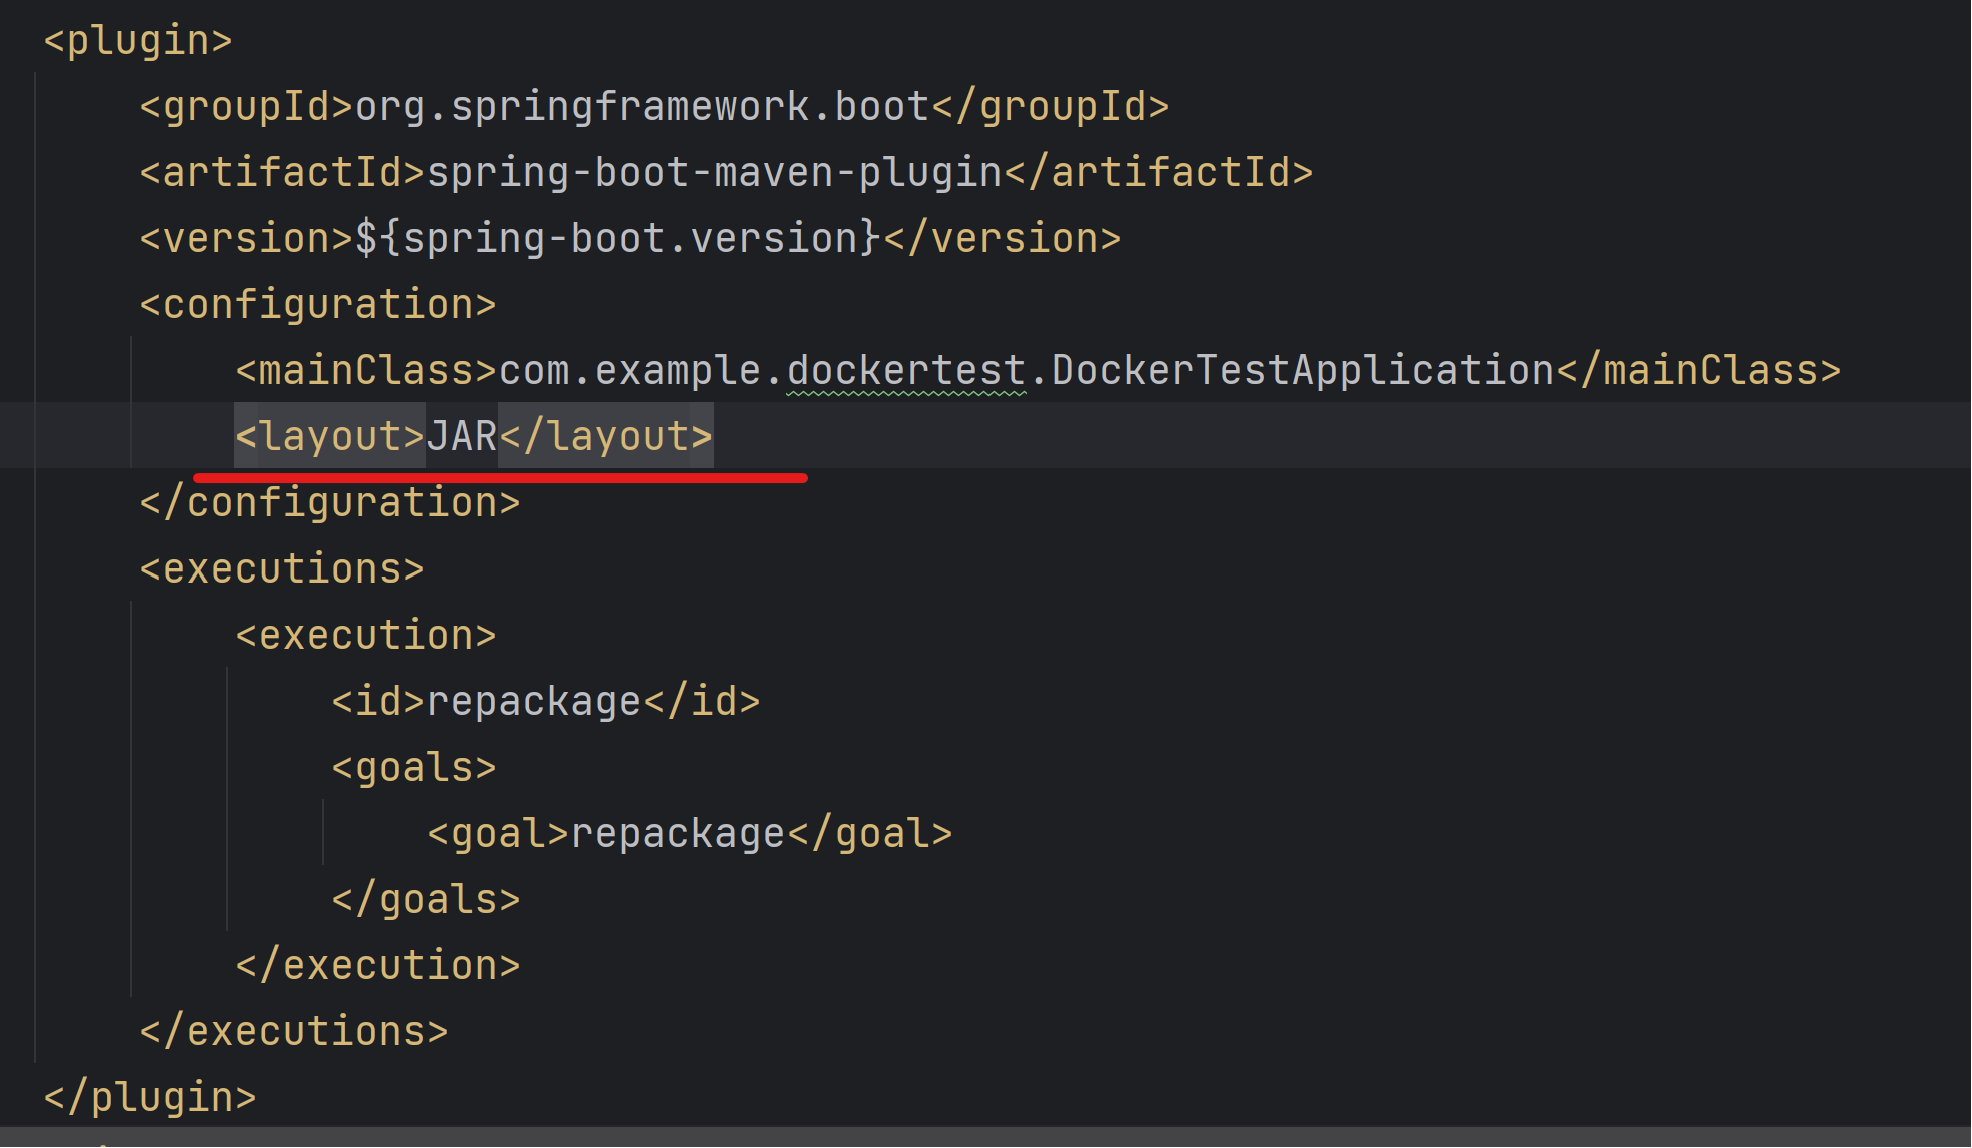 <plugin>
<groupId>org.springframework.boot</groupId>
<artifactId>spring-boot-maven-plugin</artifactId>
<version>${spring-boot.version}</version>
<configuration>
<mainClass>com.example.dockertest.DockerTestApplication</mainClass>
<layout>JAR</layout>
</configuration>
<executions>
<execution>
<id>repackage</id>
<goals>
<goal>repackage</goal>
</goals>
</execution>
</executions>
</plugin>